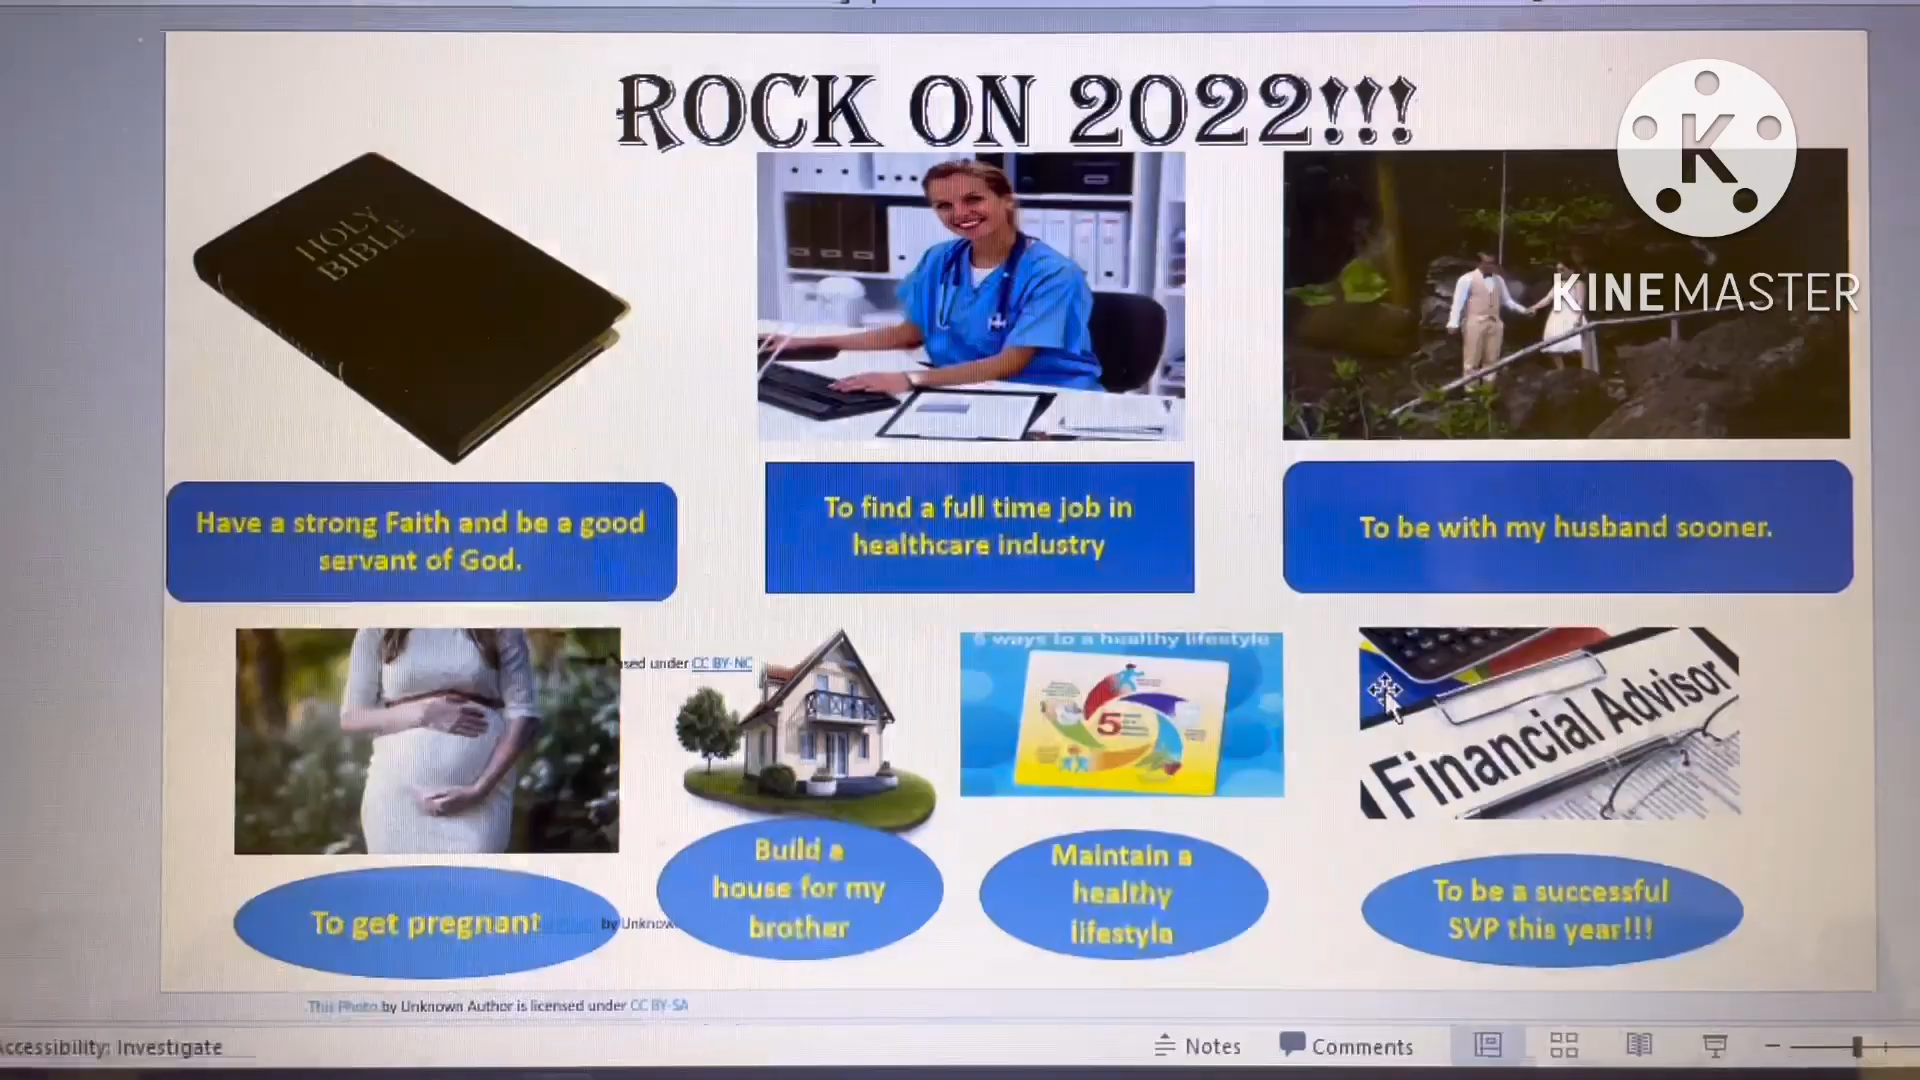 ROCK ON 2022!!!
K
KINEMASTER
HOLY
BIBLE
Have a strong Faith and be a good
servant of God.
To find a full time job in
healthcare industry
To be with my husband sooner.
sed under CC BY-NC
ways to a healthy lifestyle
5
Financial Advisor
To get pregnant
by Unknow
Build a
house for my
brother
Maintain a
healthy
lifestyle
To be a successful
SVP this year!!!
This Photo by Unknown Author is licensed under CC BY-SA
Accessibility: Investigate
Notes
Comments